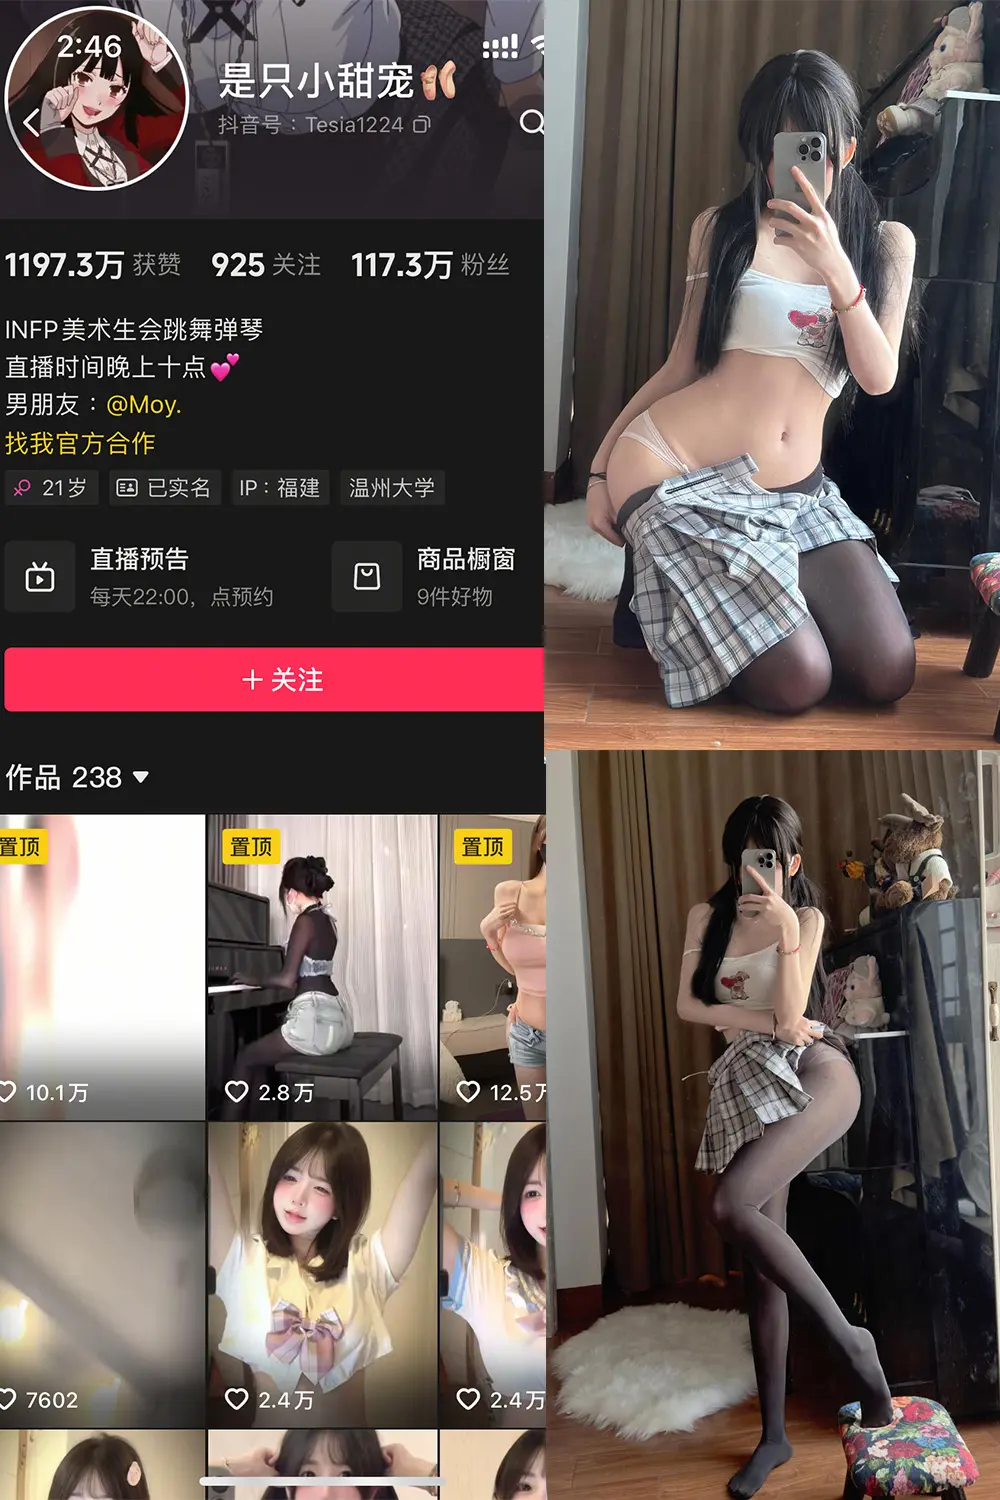 2:46
是只小甜宠
抖音号：Tesia1224
1197.3万 获赞 925 关注 117.3万 粉丝
INFP美术生会跳舞弹琴
直播时间晚上十点
男朋友：@Moy.
找我官方合作
21岁 已实名 IP：福建 温州大学
直播预告
每天22:00，点预约
商品橱窗
9件好物
＋关注
作品 238
置顶 置顶 置顶
10.1万 2.8万 12.5万
7602 2.4万 2.4万